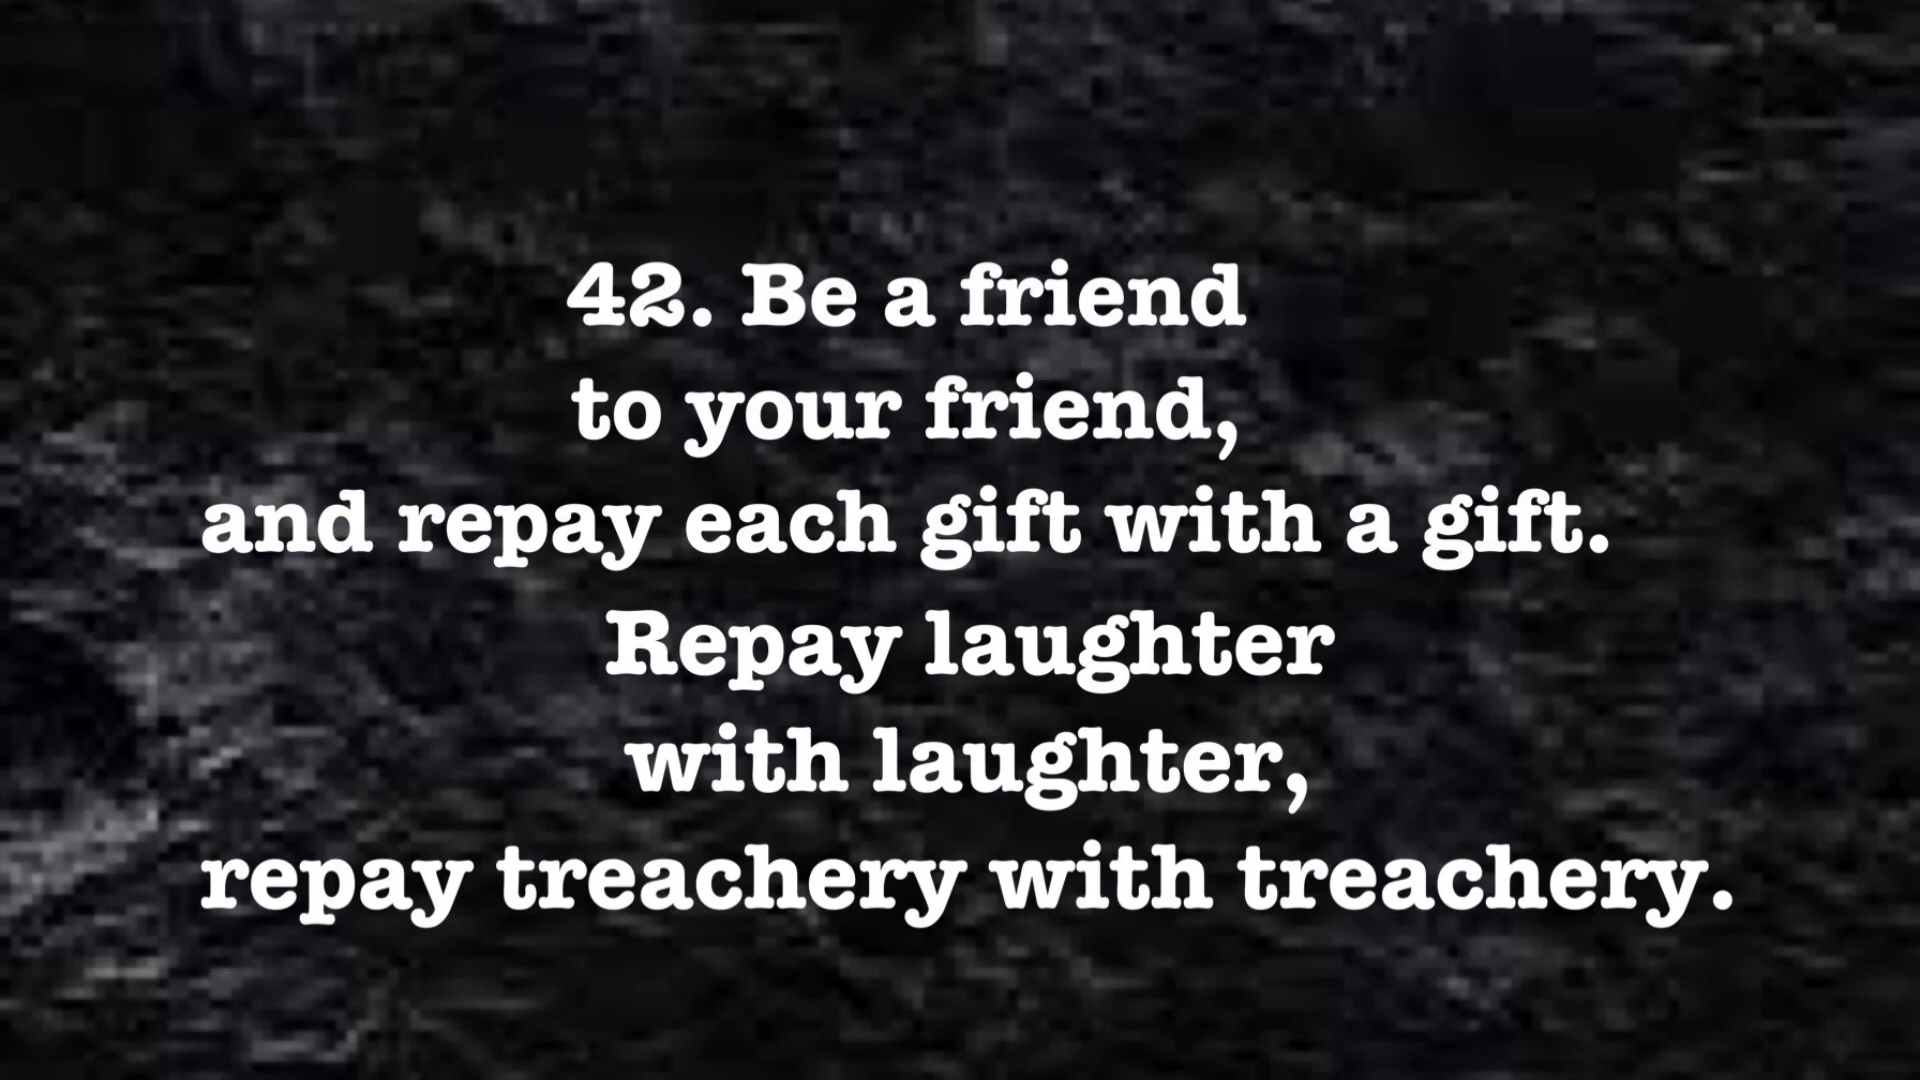 42. Be a friend
to your friend,
and repay each gift with a gift.
Repay laughter
with laughter,
repay treachery with treachery.